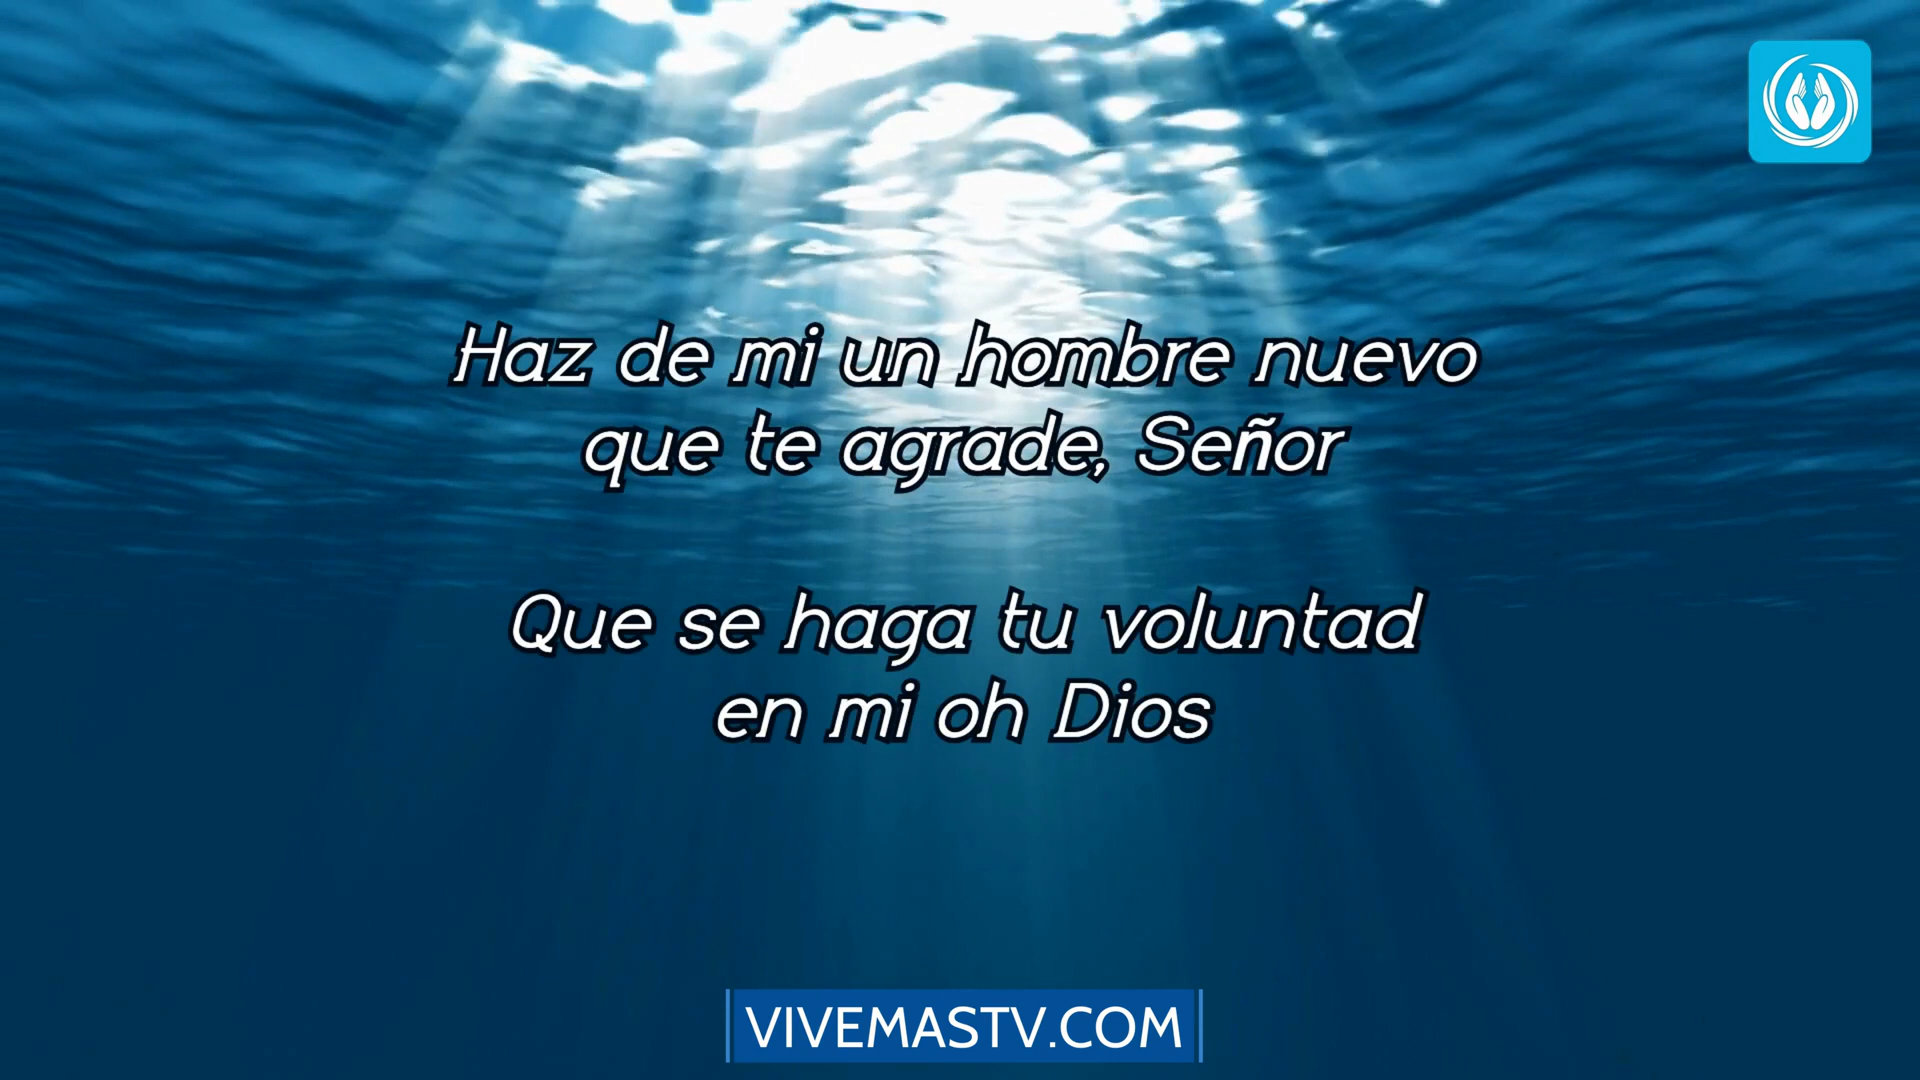 Haz de mi un hombre nuevo
que te agrade, Señor
Que se haga tu voluntad
en mi oh Dios
VIVEMASTV.COM